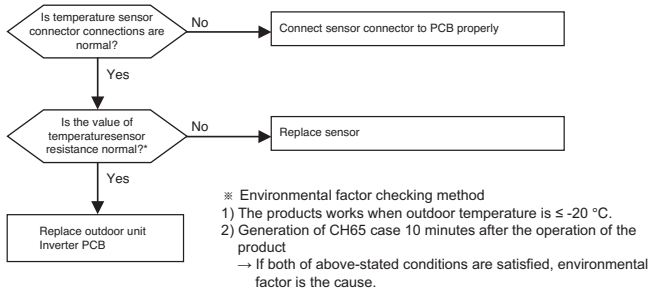 Is temperature sensor
connector connections are
normal?
No
Connect sensor connector to PCB properly
Yes
Is the value of
temperaturesensor
resistance normal?*
No
Replace sensor
Yes
Replace outdoor unit
Inverter PCB
※ Environmental factor checking method
1) The products works when outdoor temperature is ≤ -20 °C.
2) Generation of CH65 case 10 minutes after the operation of the
product
→ If both of above-stated conditions are satisfied, environmental
factor is the cause.